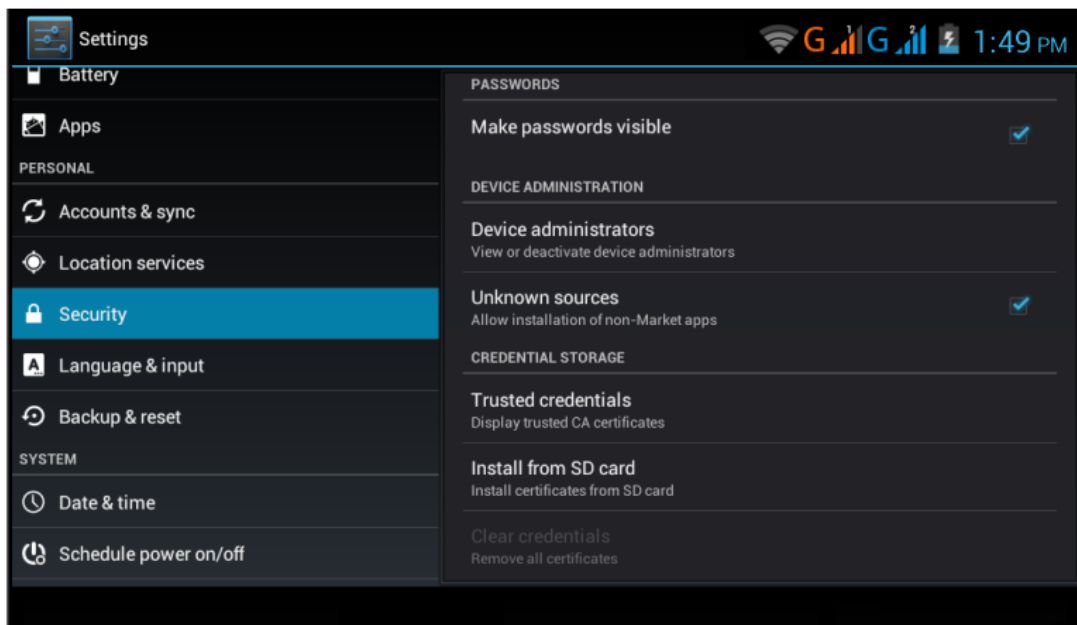 Settings
G 1 G 2 1:49 PM
Battery
Apps
PERSONAL
Accounts & sync
Location services
Security
Language & input
Backup & reset
SYSTEM
Date & time
Schedule power on/off
PASSWORDS
Make passwords visible
DEVICE ADMINISTRATION
Device administrators
View or deactivate device administrators
Unknown sources
Allow installation of non-Market apps
CREDENTIAL STORAGE
Trusted credentials
Display trusted CA certificates
Install from SD card
Install certificates from SD card
Clear credentials
Remove all certificates